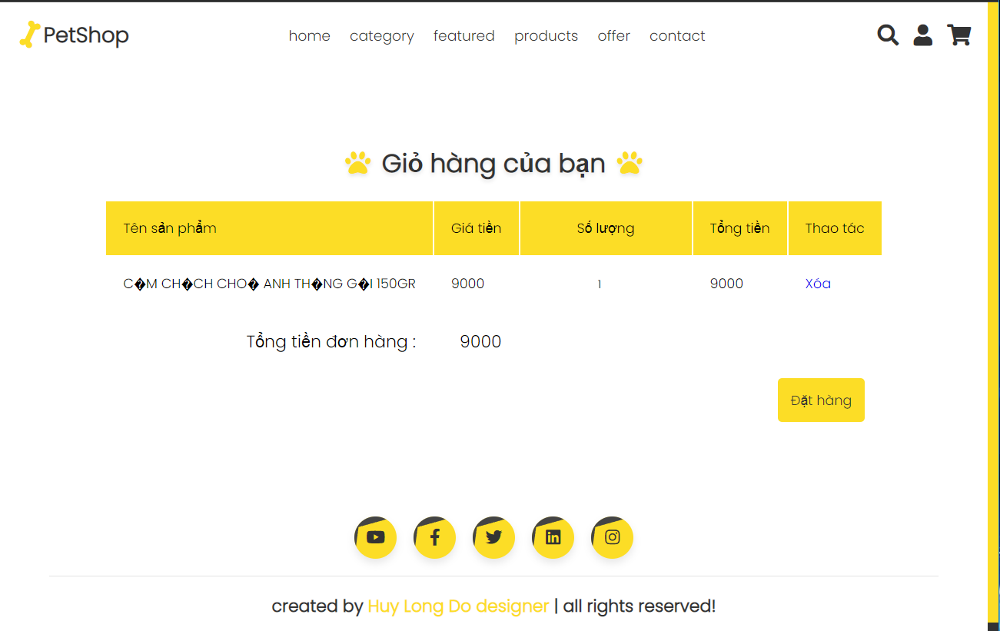 PetShop home category featured products offer contact
Giỏ hàng của bạn
Tên sản phẩm Giá tiền Số lượng Tổng tiền Thao tác
C�M CH�CH CHO� ANH TH�NG G�I 150GR 9000 1 9000 Xóa
Tổng tiền đơn hàng : 9000
Đặt hàng
created by Huy Long Do designer | all rights reserved!